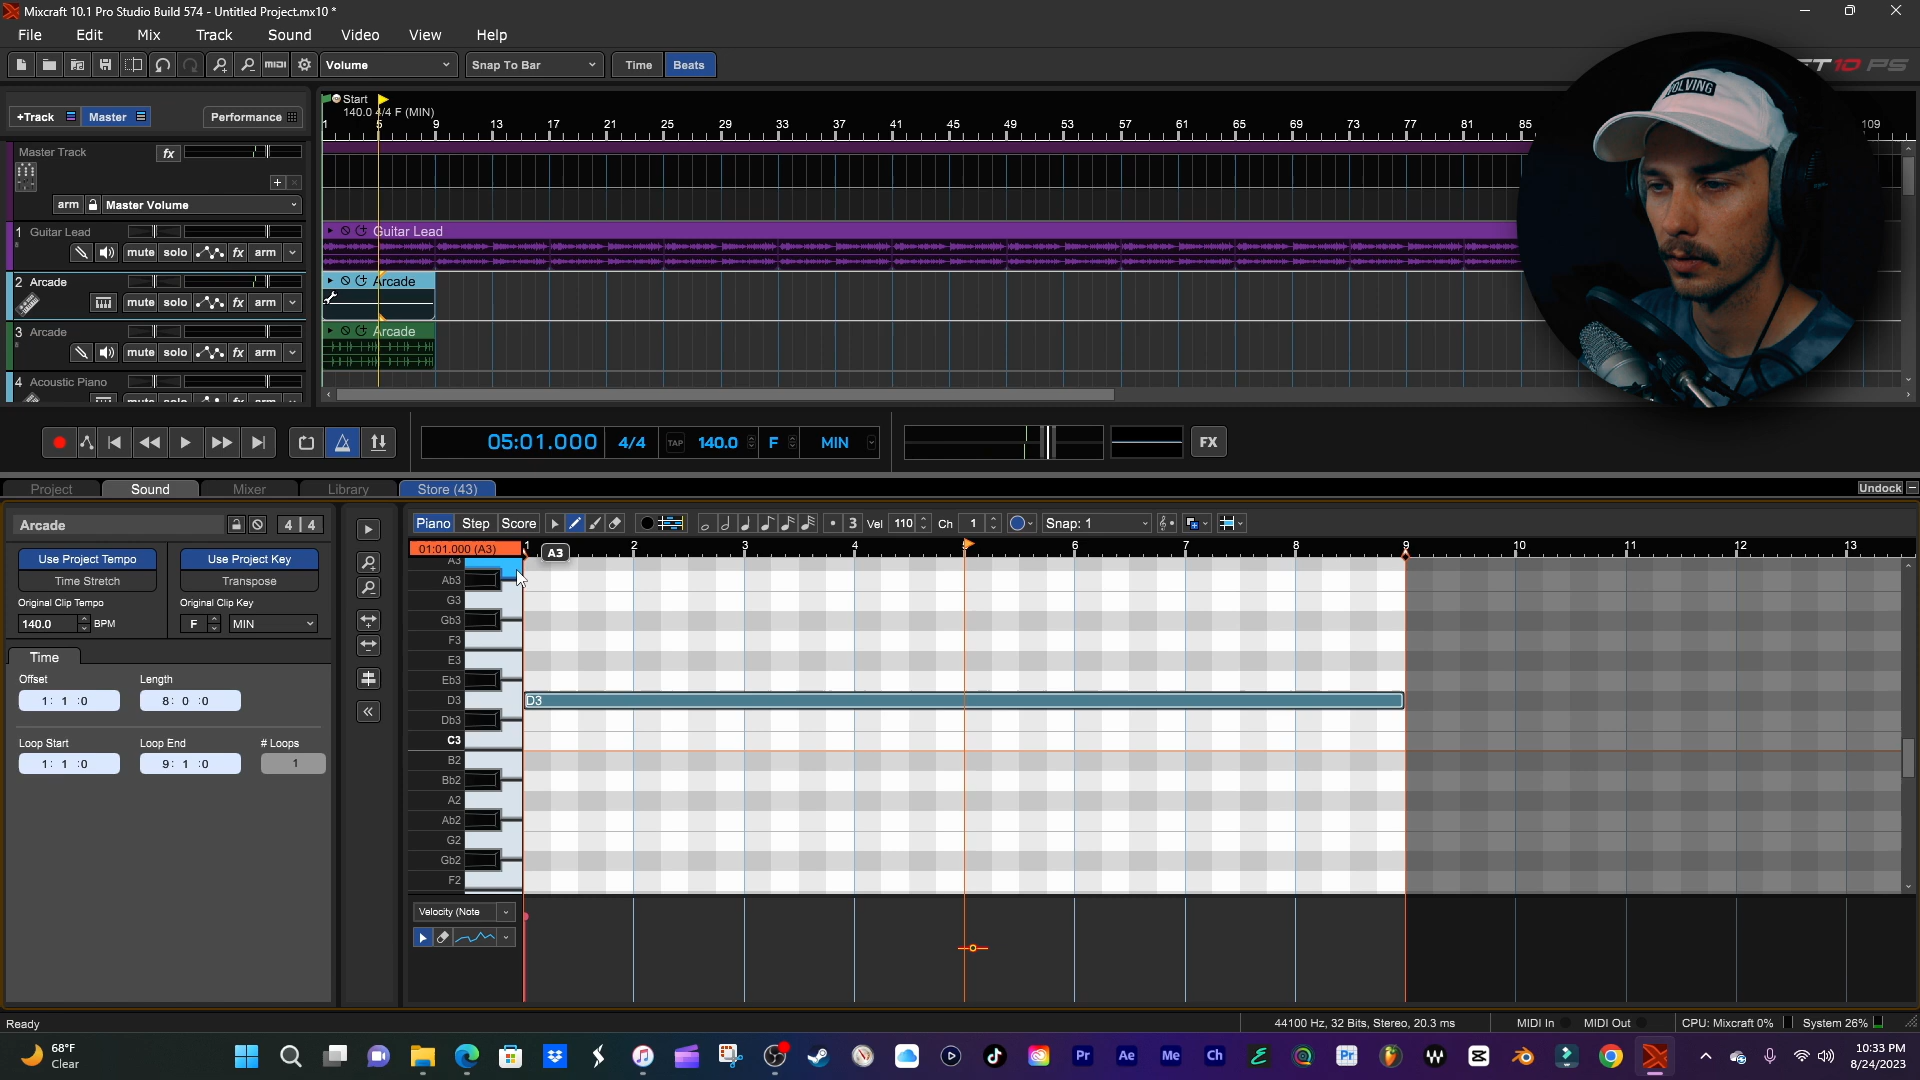 Mixcraft 10.1 Pro Studio Build 574 - Untitled Project.mx10 *
File Edit Mix Track Sound Video View Help
MIDI Volume Snap To Bar Time Beats
10 PS
OLVING
+Track Master Performance
Start
140.0 4/4 F (MIN)
1 5 9 13 17 21 25 29 33 37 41 45 49 53 57 61 65 69 73 77 81 85 109
Master Track fx
arm Master Volume
1 Guitar Lead
mute solo fx arm
Guitar Lead
2 Arcade
mute solo fx arm
Arcade
3 Arcade
mute solo fx arm
Arcade
4 Acoustic Piano
mute solo fx arm
05:01.000 4/4 TAP 140.0 F MIN FX
Project Sound Mixer Library Store (43) Undock
Arcade 4 4
Use Project Tempo Use Project Key
Time Stretch Transpose
Original Clip Tempo Original Clip Key
140.0 BPM F MIN
Time
Offset Length
1: 1 :0 8: 0 :0
Loop Start Loop End # Loops
1: 1 :0 9: 1 :0 1
Piano Step Score 3 Vel 110 Ch 1 Snap: 1
01:01.000 (A3) 1 2 3 4 5 6 7 8 9 10 11 12 13
A3
A3
Ab3
G3
Gb3
F3
E3
Eb3
D3 D3
Db3
C3
B2
Bb2
A2
Ab2
G2
Gb2
F2
Velocity (Note
Ready 44100 Hz, 32 Bits, Stereo, 20.3 ms MIDI In MIDI Out CPU: Mixcraft 0% System 26%
68°F
Clear
Pr Ae Me Ch Pr
10:33 PM
8/24/2023